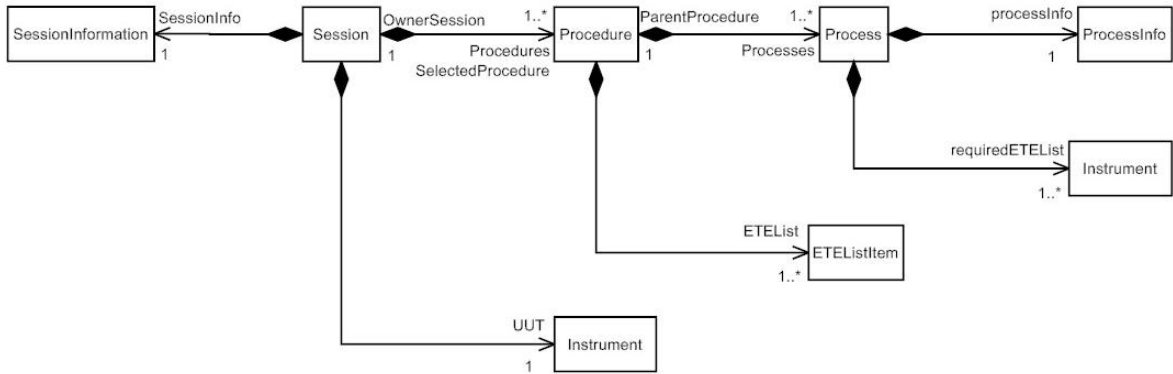 SessionInfo
OwnerSession
1..*
ParentProcedure
1..*
processInfo
SessionInformation
Session
Procedure
Process
ProcessInfo
1
1
Procedures
1
Processes
1
SelectedProcedure
requiredETEList
Instrument
1..*
ETEList
ETEListItem
1..*
UUT
Instrument
1